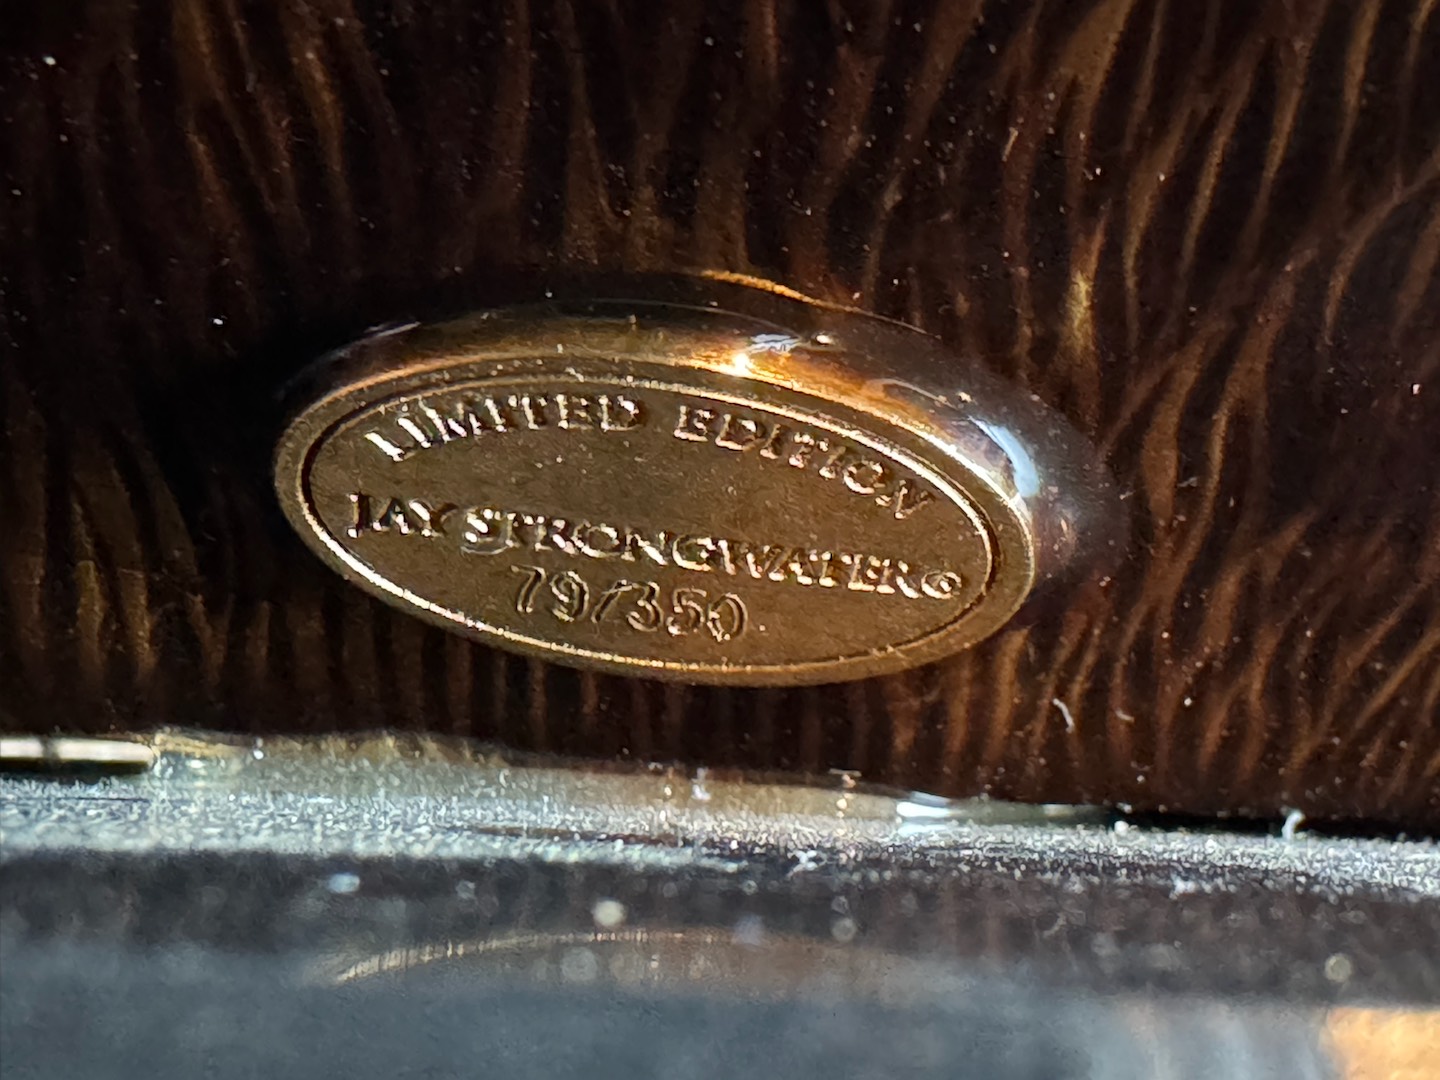 LIMITED EDITION
JAY STRONGWATER©
79/350